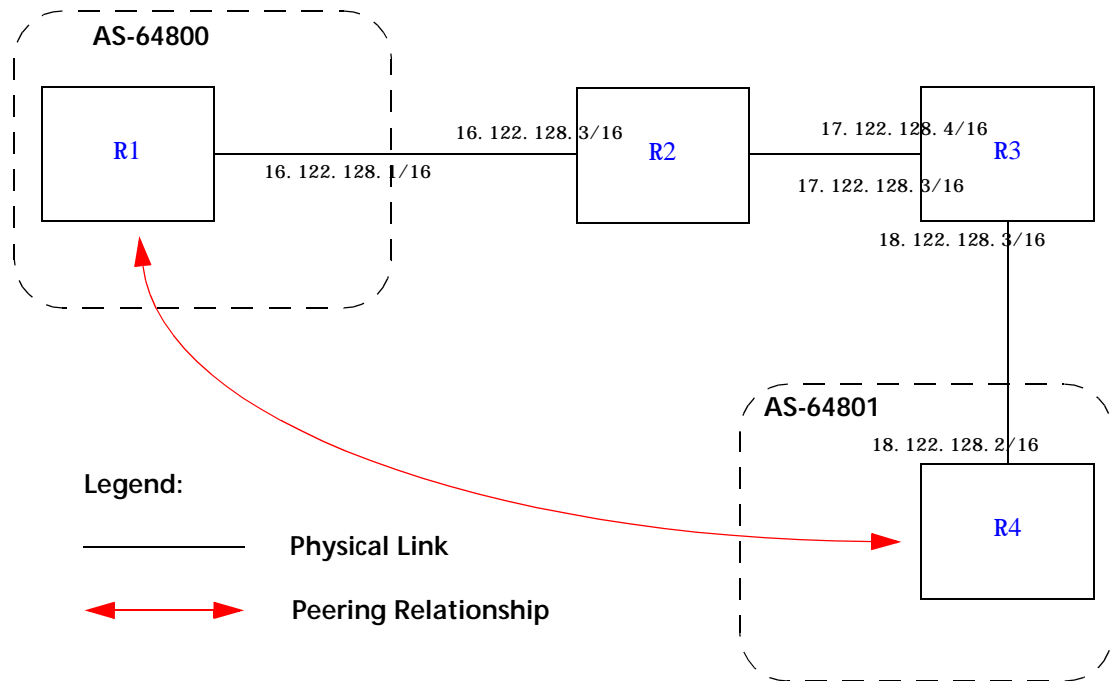 AS-64800
R1
16. 122. 128. 3/16
16. 122. 128. 1/16
R2
17. 122. 128. 4/16
17. 122. 128. 3/16
R3
18. 122. 128. 3/16
AS-64801
18. 122. 128. 2/16
R4
Legend:
Physical Link
Peering Relationship